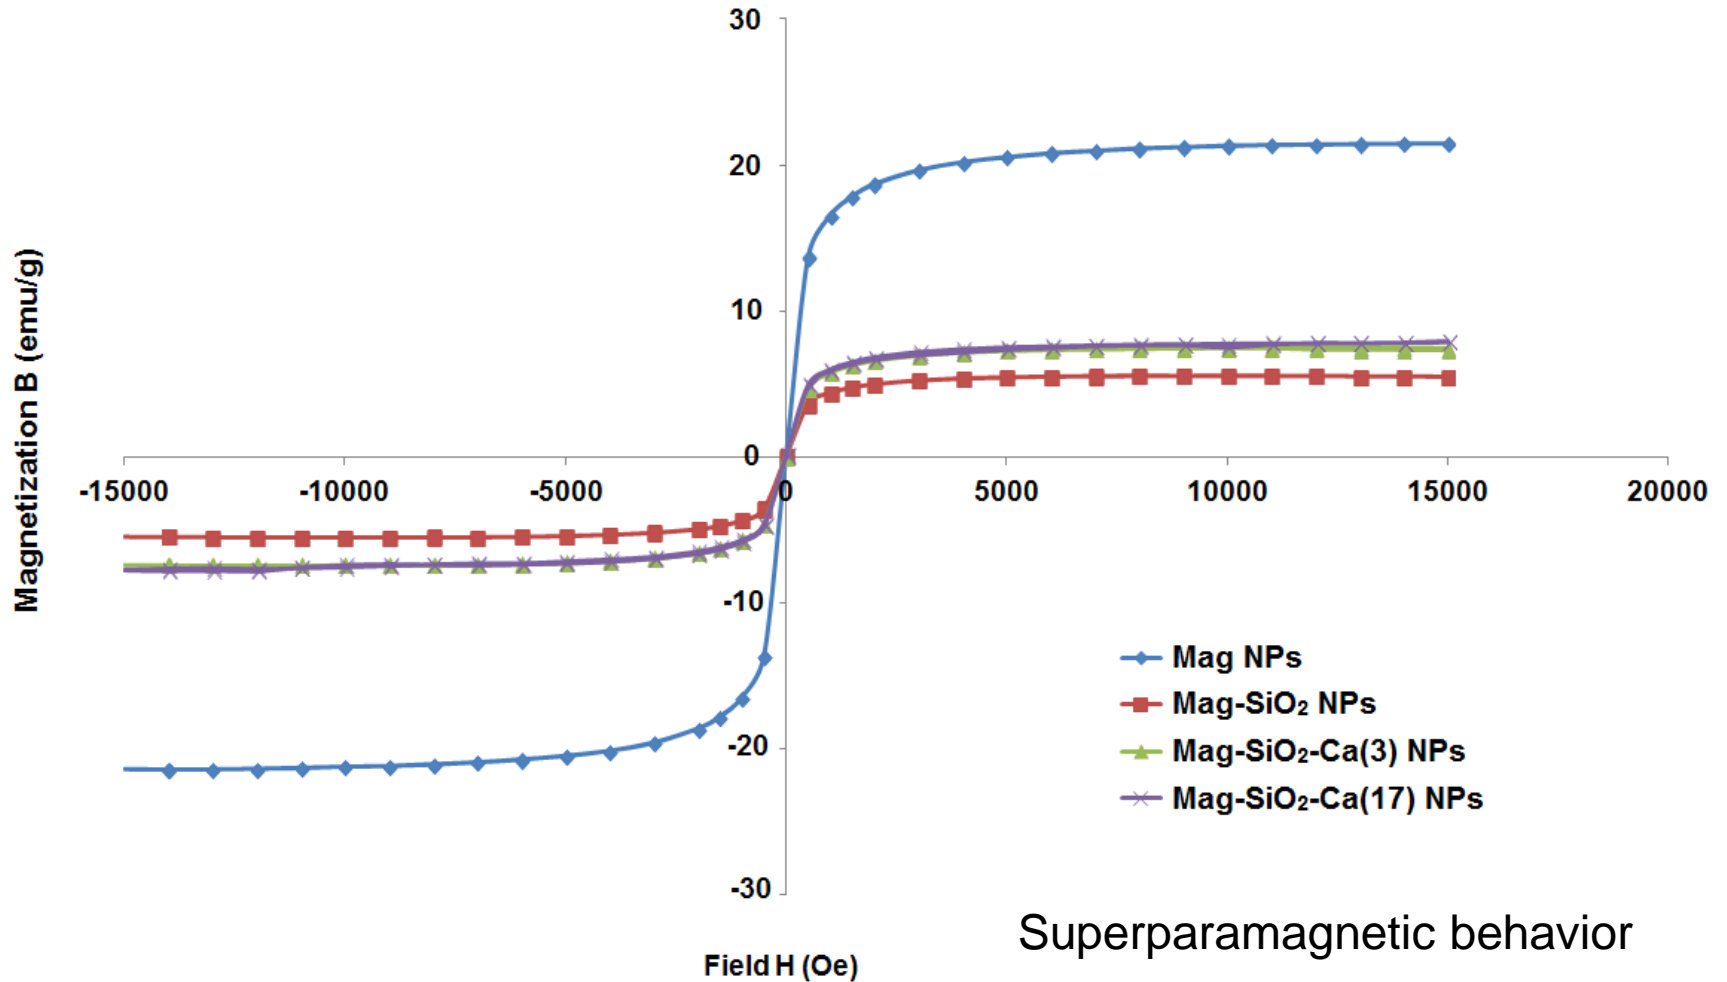 30
20
10
0
-15000 -10000 -5000 0 5000 10000 15000 20000
-10
-20
-30
Magnetization B (emu/g)
Mag NPs
Mag-SiO₂ NPs
Mag-SiO₂-Ca(3) NPs
Mag-SiO₂-Ca(17) NPs
Superparamagnetic behavior
Field H (Oe)